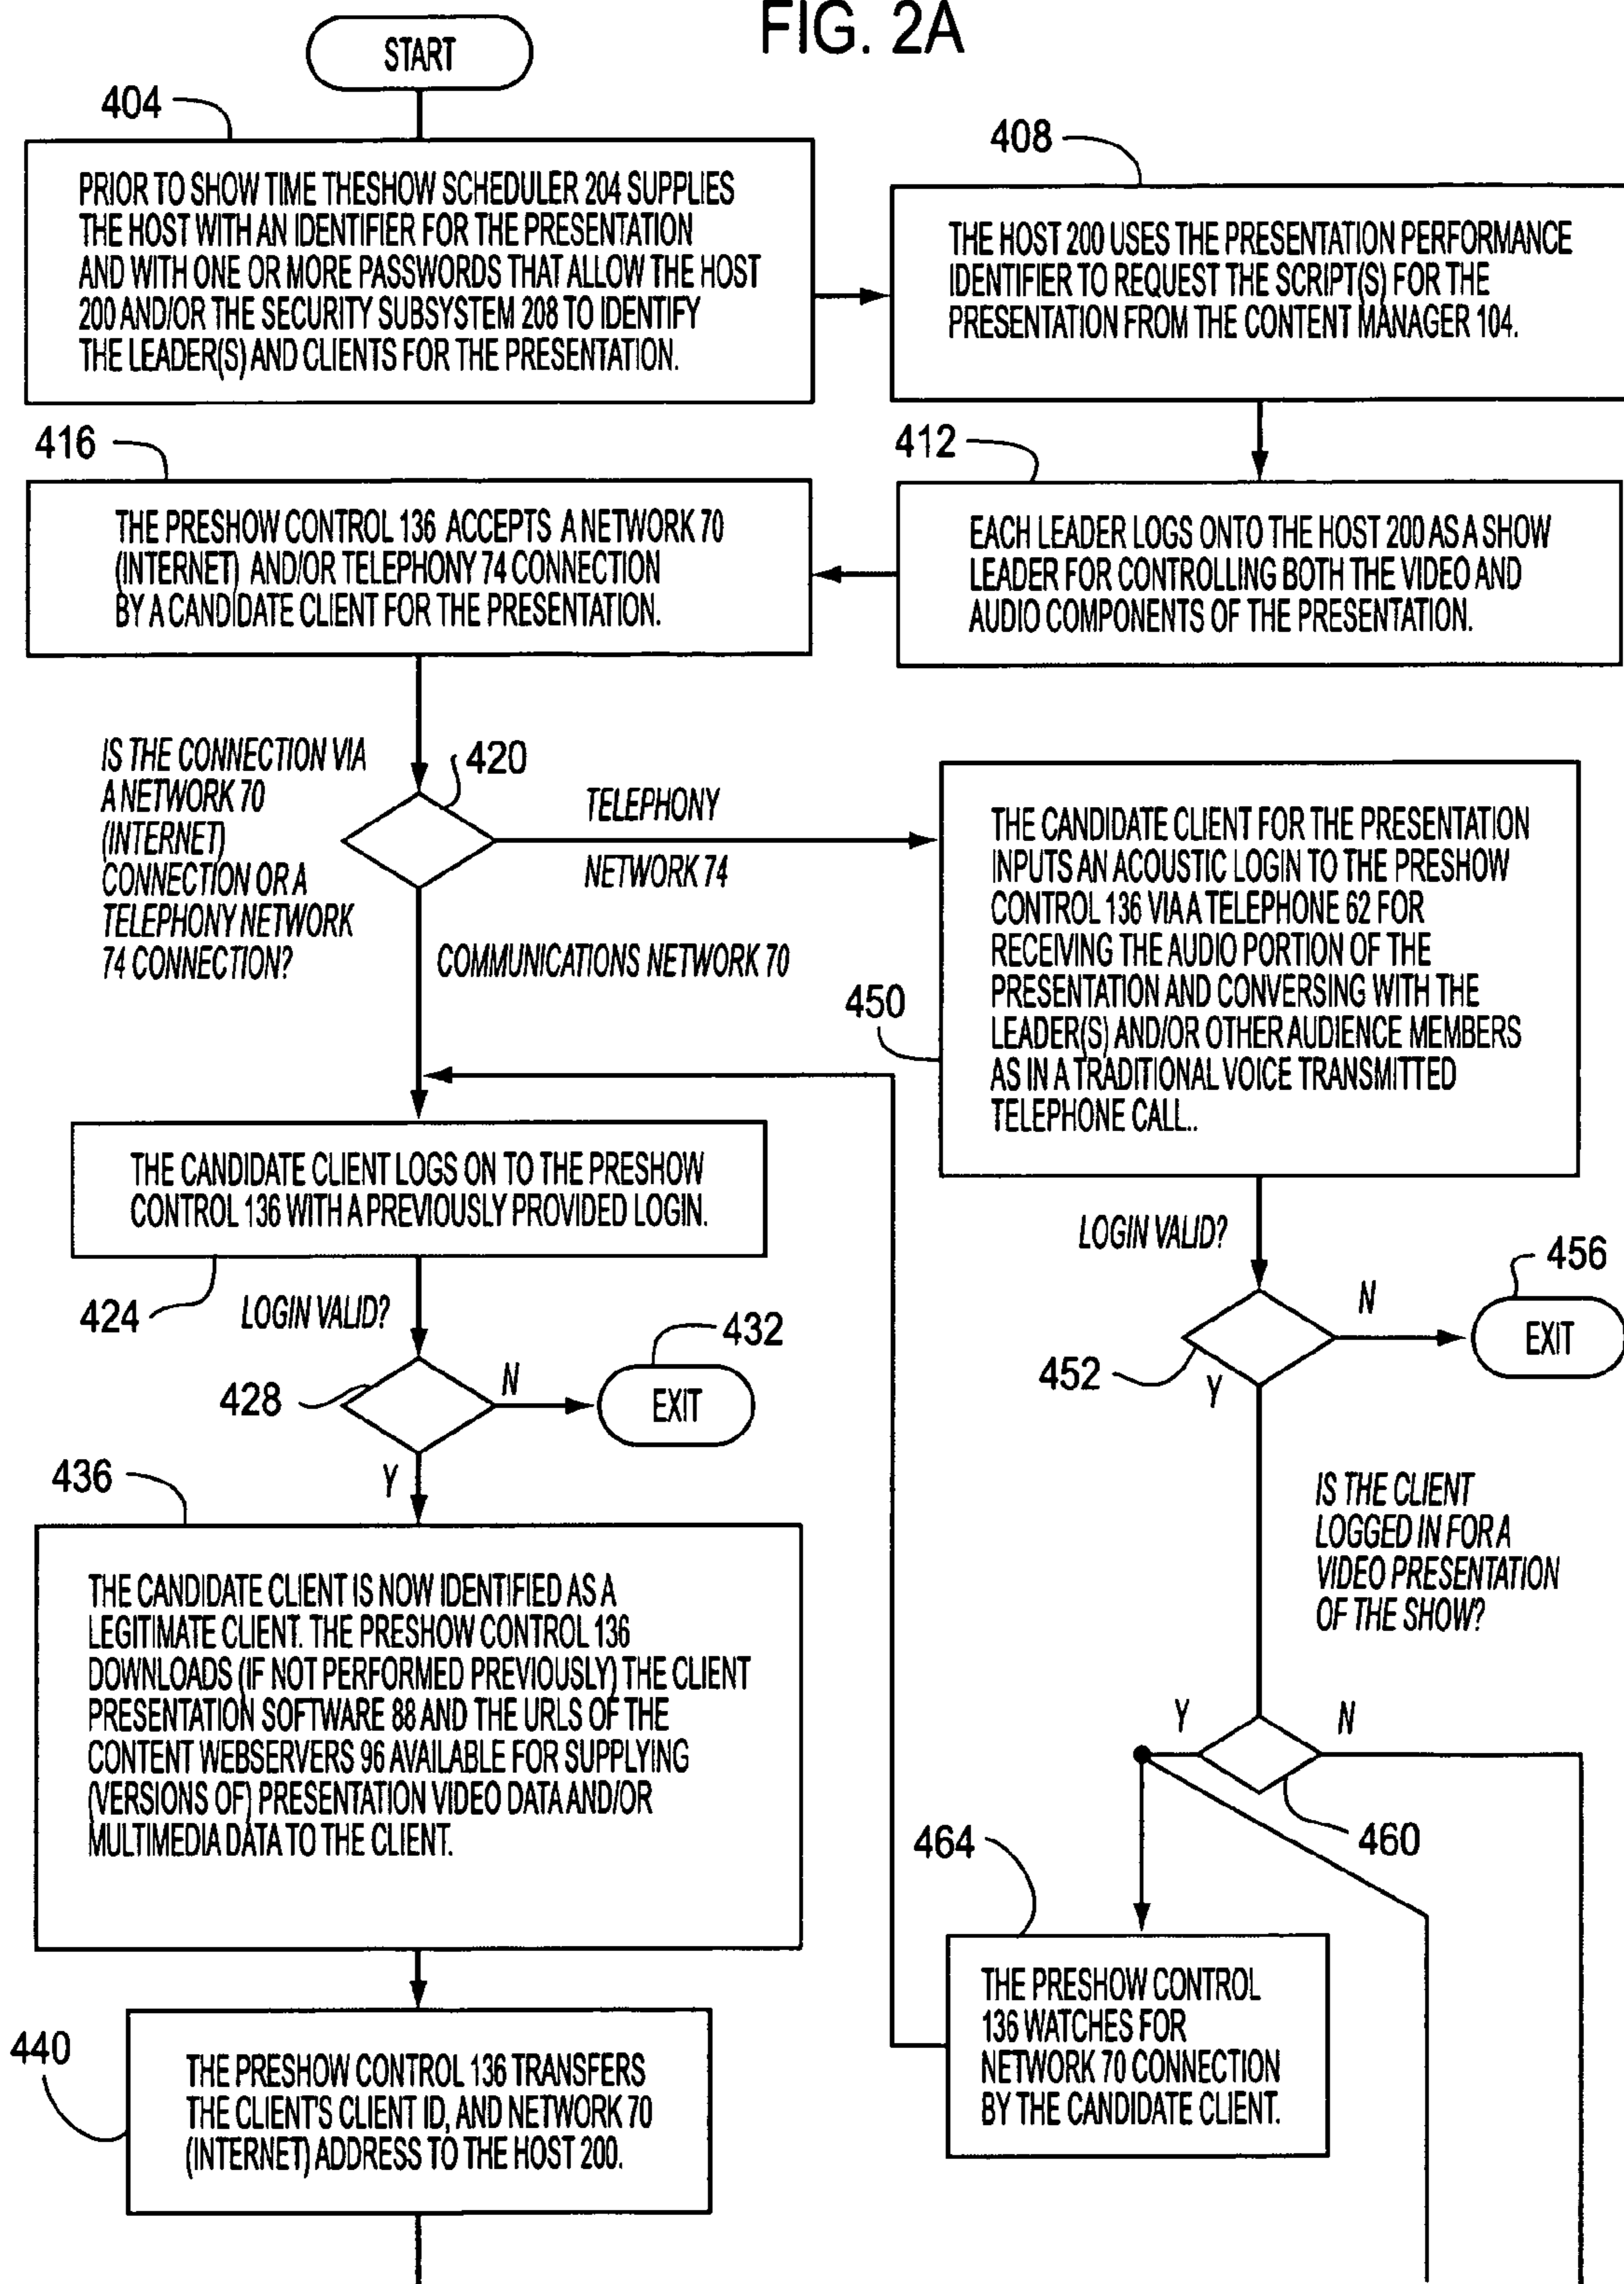 FIG. 2A
START
404
PRIOR TO SHOW TIME THESHOW SCHEDULER 204 SUPPLIES
THE HOST WITH AN IDENTIFIER FOR THE PRESENTATION
AND WITH ONE OR MORE PASSWORDS THAT ALLOW THE HOST
200 AND/OR THE SECURITY SUBSYSTEM 208 TO IDENTIFY
THE LEADER(S) AND CLIENTS FOR THE PRESENTATION.
408
THE HOST 200 USES THE PRESENTATION PERFORMANCE
IDENTIFIER TO REQUEST THE SCRIPT(S) FOR THE
PRESENTATION FROM THE CONTENT MANAGER 104.
412
EACH LEADER LOGS ONTO THE HOST 200 AS A SHOW
LEADER FOR CONTROLLING BOTH THE VIDEO AND
AUDIO COMPONENTS OF THE PRESENTATION.
416
THE PRESHOW CONTROL 136 ACCEPTS A NETWORK 70
(INTERNET) AND/OR TELEPHONY 74 CONNECTION
BY A CANDIDATE CLIENT FOR THE PRESENTATION.
IS THE CONNECTION VIA
A NETWORK 70
(INTERNET)
CONNECTION OR A
TELEPHONY NETWORK
74 CONNECTION?
420
TELEPHONY
NETWORK 74
COMMUNICATIONS NETWORK 70
450
THE CANDIDATE CLIENT FOR THE PRESENTATION
INPUTS AN ACOUSTIC LOGIN TO THE PRESHOW
CONTROL 136 VIA A TELEPHONE 62 FOR
RECEIVING THE AUDIO PORTION OF THE
PRESENTATION AND CONVERSING WITH THE
LEADER(S) AND/OR OTHER AUDIENCE MEMBERS
AS IN A TRADITIONAL VOICE TRANSMITTED
TELEPHONE CALL..
THE CANDIDATE CLIENT LOGS ON TO THE PRESHOW
CONTROL 136 WITH A PREVIOUSLY PROVIDED LOGIN.
424
LOGIN VALID?
428
N
432
EXIT
Y
LOGIN VALID?
452
N
456
EXIT
Y
436
THE CANDIDATE CLIENT IS NOW IDENTIFIED AS A
LEGITIMATE CLIENT. THE PRESHOW CONTROL 136
DOWNLOADS (IF NOT PERFORMED PREVIOUSLY) THE CLIENT
PRESENTATION SOFTWARE 88 AND THE URLS OF THE
CONTENT WEBSERVERS 96 AVAILABLE FOR SUPPLYING
(VERSIONS OF) PRESENTATION VIDEO DATA AND/OR
MULTIMEDIA DATA TO THE CLIENT.
IS THE CLIENT
LOGGED IN FOR A
VIDEO PRESENTATION
OF THE SHOW?
Y
N
460
464
THE PRESHOW CONTROL
136 WATCHES FOR
NETWORK 70 CONNECTION
BY THE CANDIDATE CLIENT.
440
THE PRESHOW CONTROL 136 TRANSFERS
THE CLIENT'S CLIENT ID, AND NETWORK 70
(INTERNET) ADDRESS TO THE HOST 200.